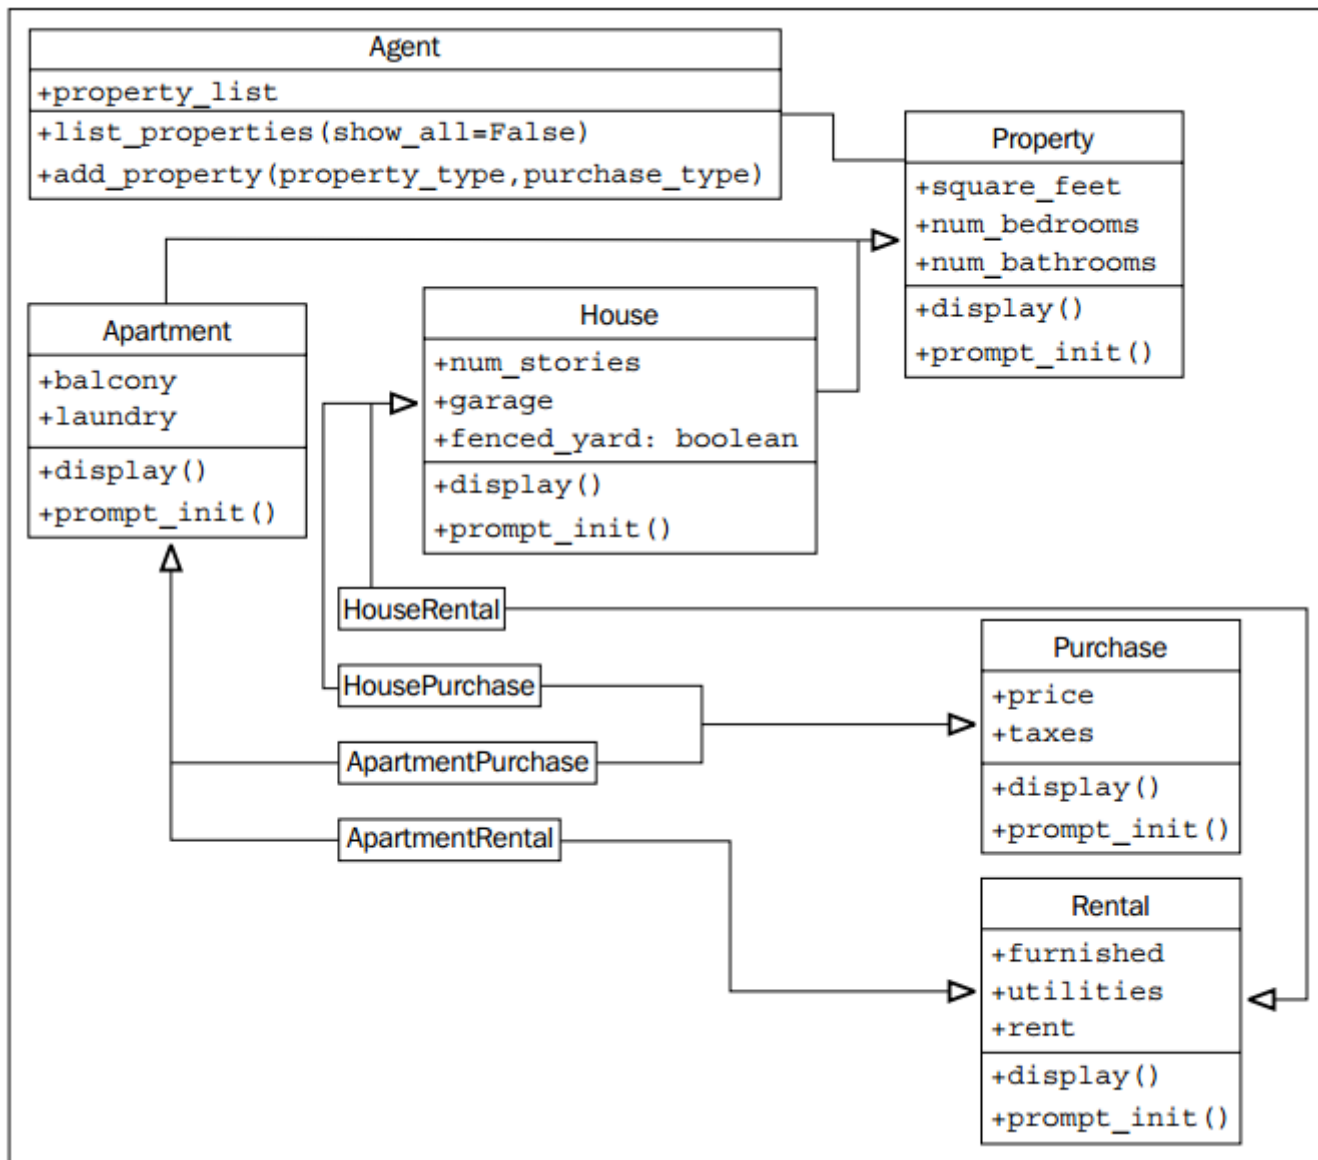 Agent
+property_list
+list_properties(show_all=False)
+add_property(property_type,purchase_type)
Property
+square_feet
+num_bedrooms
+num_bathrooms
+display()
+prompt_init()
Apartment
+balcony
+laundry
+display()
+prompt_init()
House
+num_stories
+garage
+fenced_yard: boolean
+display()
+prompt_init()
HouseRental
HousePurchase
ApartmentPurchase
ApartmentRental
Purchase
+price
+taxes
+display()
+prompt_init()
Rental
+furnished
+utilities
+rent
+display()
+prompt_init()